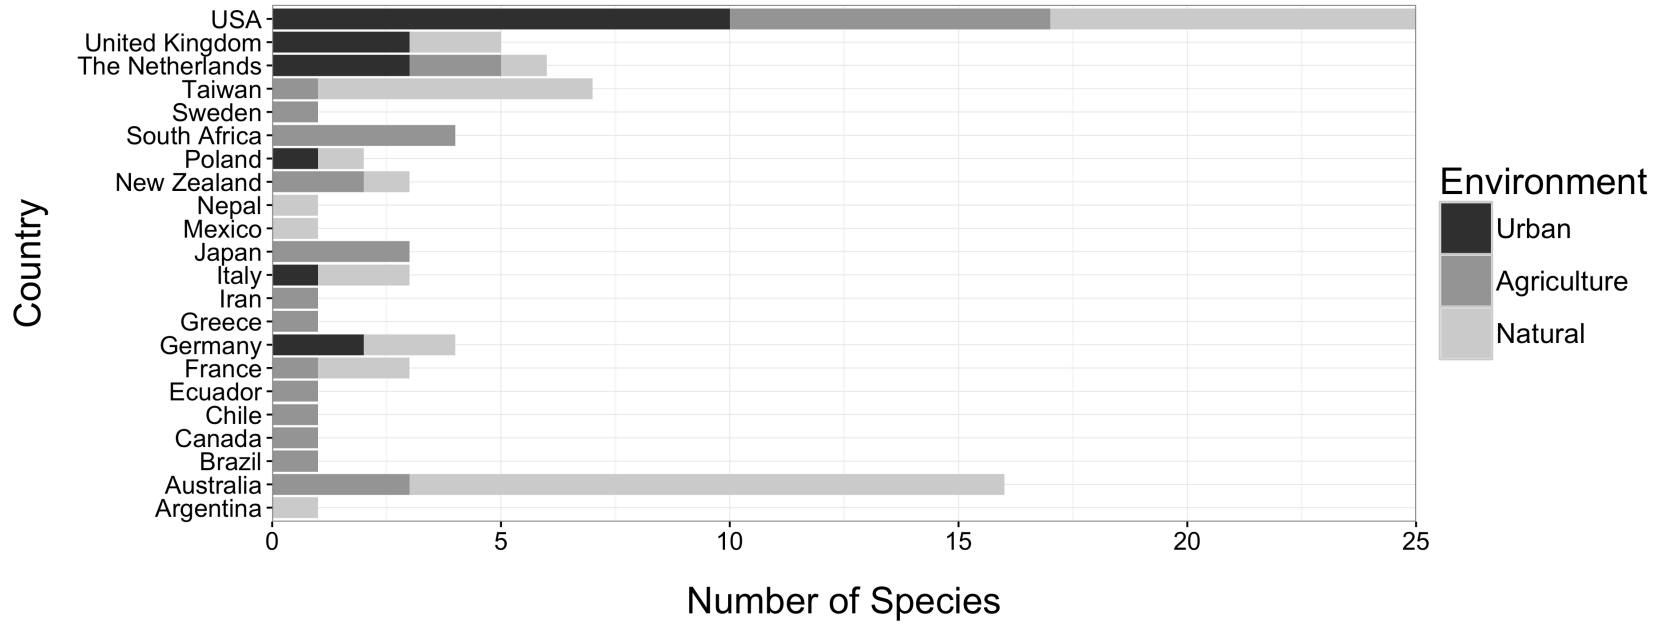 USA
United Kingdom
The Netherlands
Taiwan
Sweden
South Africa
Poland
New Zealand
Nepal
Mexico
Japan
Italy
Iran
Greece
Germany
France
Ecuador
Chile
Canada
Brazil
Australia
Argentina
Country
0 5 10 15 20 25
Number of Species
Environment
Urban
Agriculture
Natural